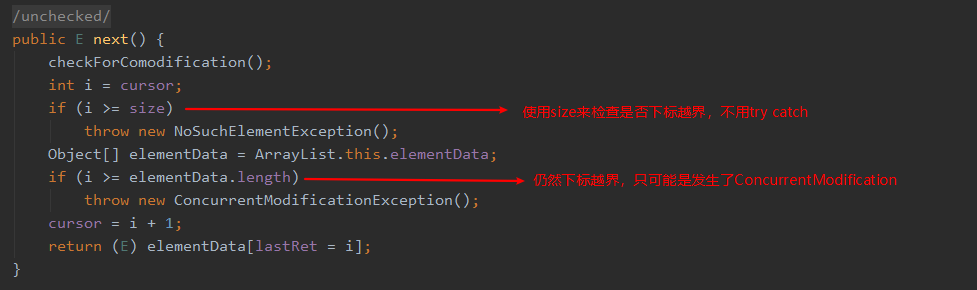 /unchecked/
public E next() {
checkForComodification();
int i = cursor;
if (i >= size) 使用size来检查是否下标越界，不用try catch
throw new NoSuchElementException();
Object[] elementData = ArrayList.this.elementData;
if (i >= elementData.length) 仍然下标越界，只可能是发生了ConcurrentModification
throw new ConcurrentModificationException();
cursor = i + 1;
return (E) elementData[lastRet = i];
}